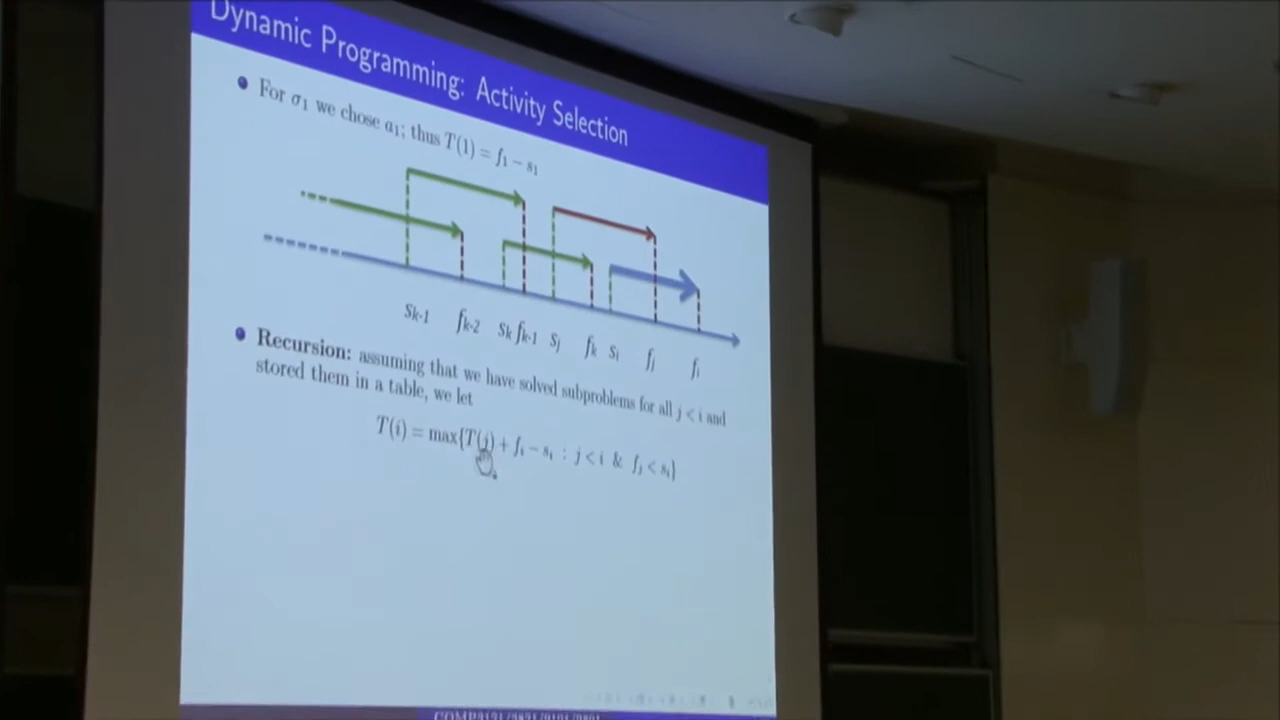 Dynamic Programming: Activity Selection
For σ₁ we chose a₁; thus T(1) = f₁ − s₁
Sk-1 fk-2 Sk fk-1 Sj fk Si fj fi
Recursion: assuming that we have solved subproblems for all j < i and
stored them in a table, we let
T(i) = max{T(j) + fᵢ − sᵢ : j < i & fⱼ < sᵢ}